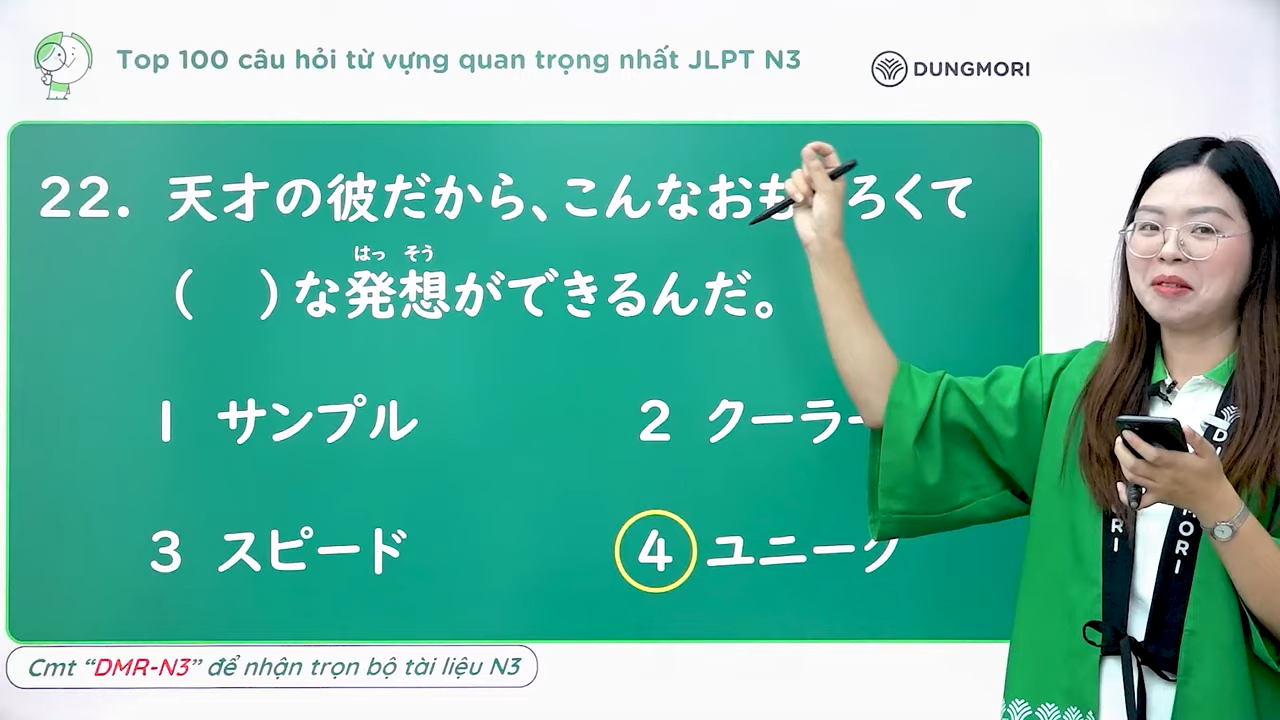 Top 100 câu hỏi từ vựng quan trọng nhất JLPT N3
DUNGMORI
22. 天才の彼だから、こんなおも ろくて
はっ そう
( )な発想ができるんだ。
1 サンプル
2 クーラー
3 スピード
4 ユニーク
Cmt “DMR-N3” để nhận trọn bộ tài liệu N3